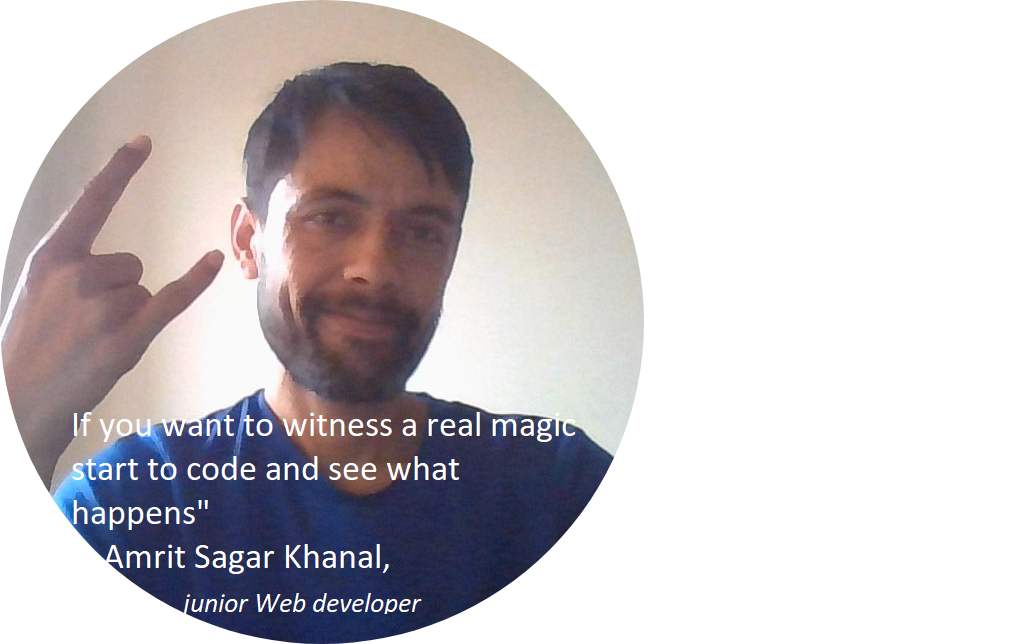 If you want to witness a real magic
start to code and see what
happens"
Amrit Sagar Khanal,
junior Web developer